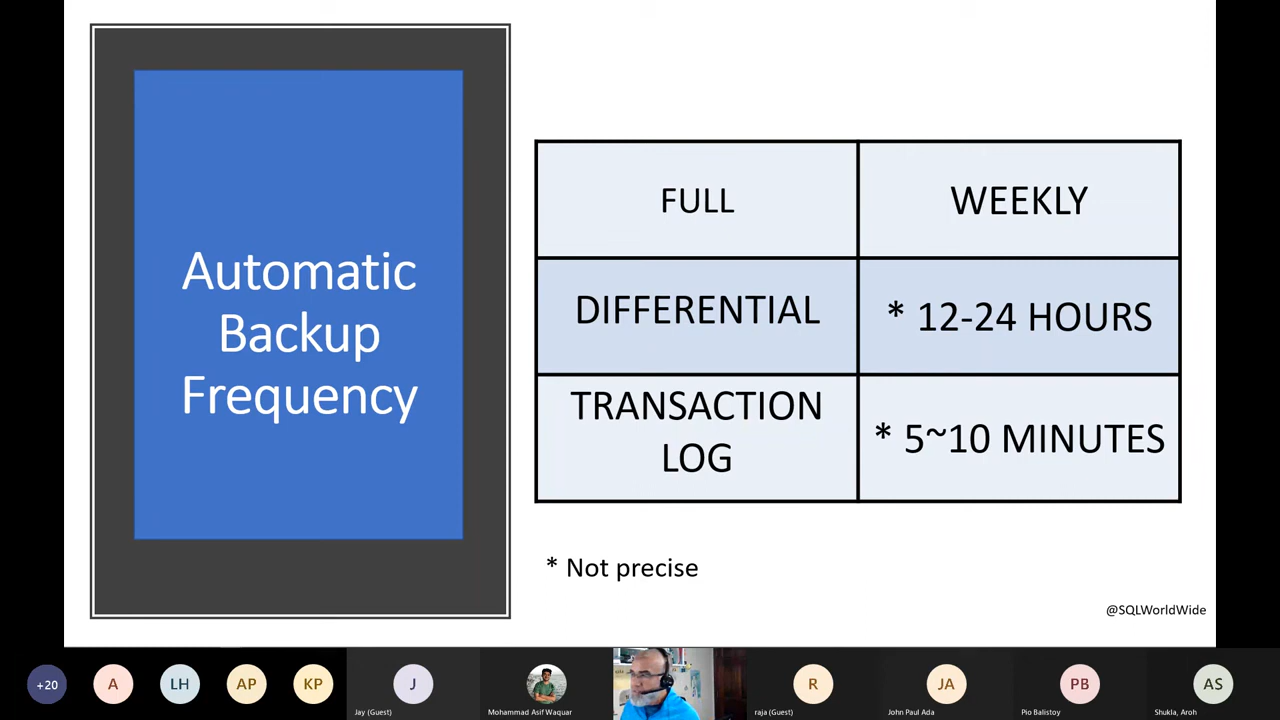 Automatic
Backup
Frequency
FULL
WEEKLY
DIFFERENTIAL
* 12-24 HOURS
TRANSACTION
LOG
* 5~10 MINUTES
* Not precise
@SQLWorldWide
+20
A
LH
AP
KP
J
R
JA
PB
AS
Jay (Guest)
Mohammad Asif Waquar
raja (Guest)
John Paul Ada
Pio Balistoy
Shukla, Aroh